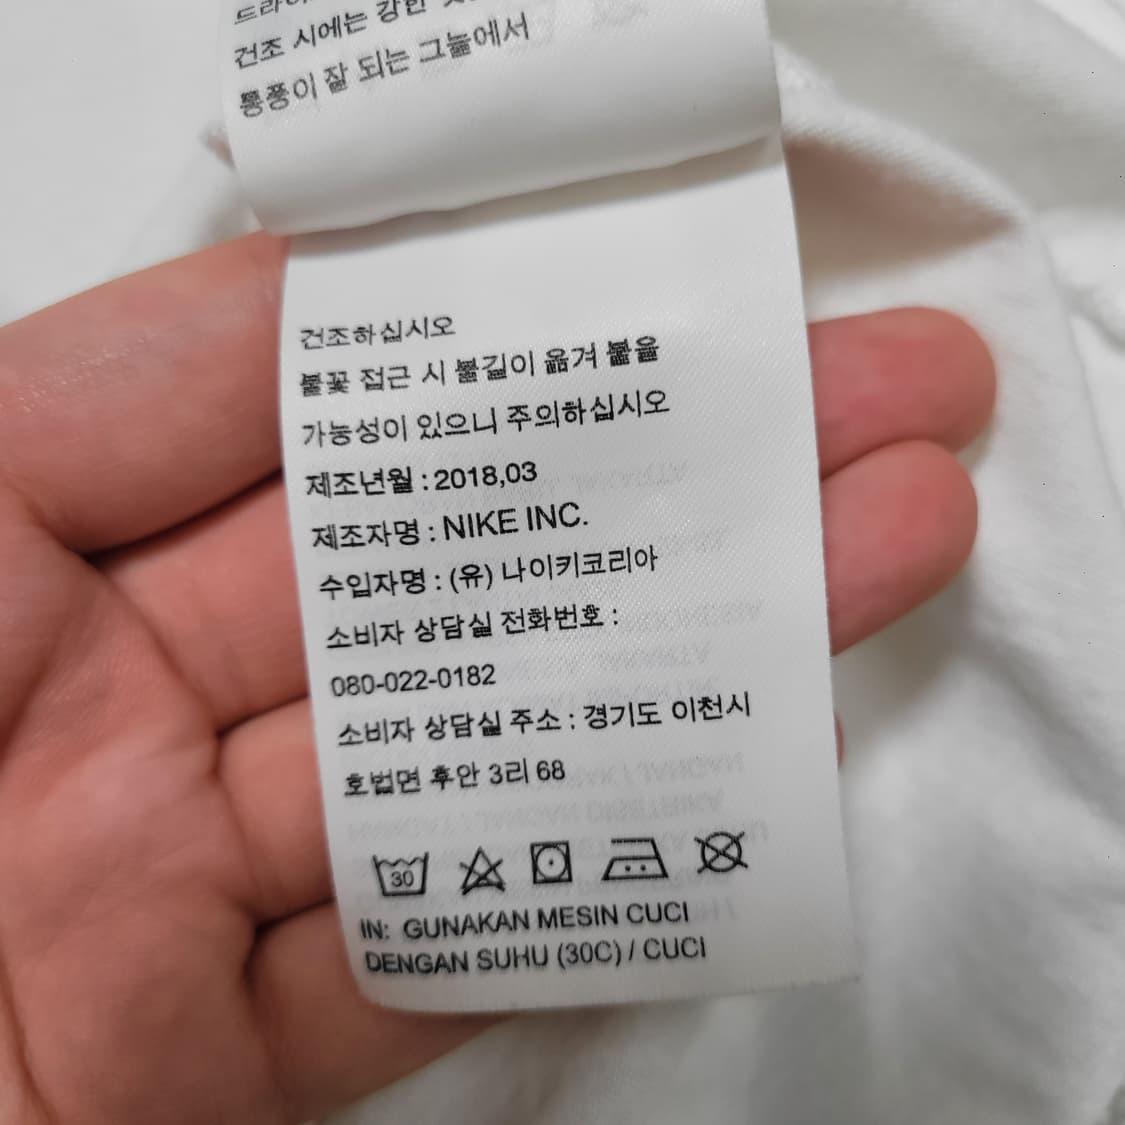 건조 시에는 강한
통풍이 잘 되는 그늘에서
건조하십시오
불꽃 접근 시 불길이 옮겨 붙을
가능성이 있으니 주의하십시오
제조년월 : 2018,03
제조자명 : NIKE INC.
수입자명 : (유) 나이키코리아
소비자 상담실 전화번호 :
080-022-0182
소비자 상담실 주소 : 경기도 이천시
호법면 후안 3리 68
30
IN: GUNAKAN MESIN CUCI
DENGAN SUHU (30C) / CUCI